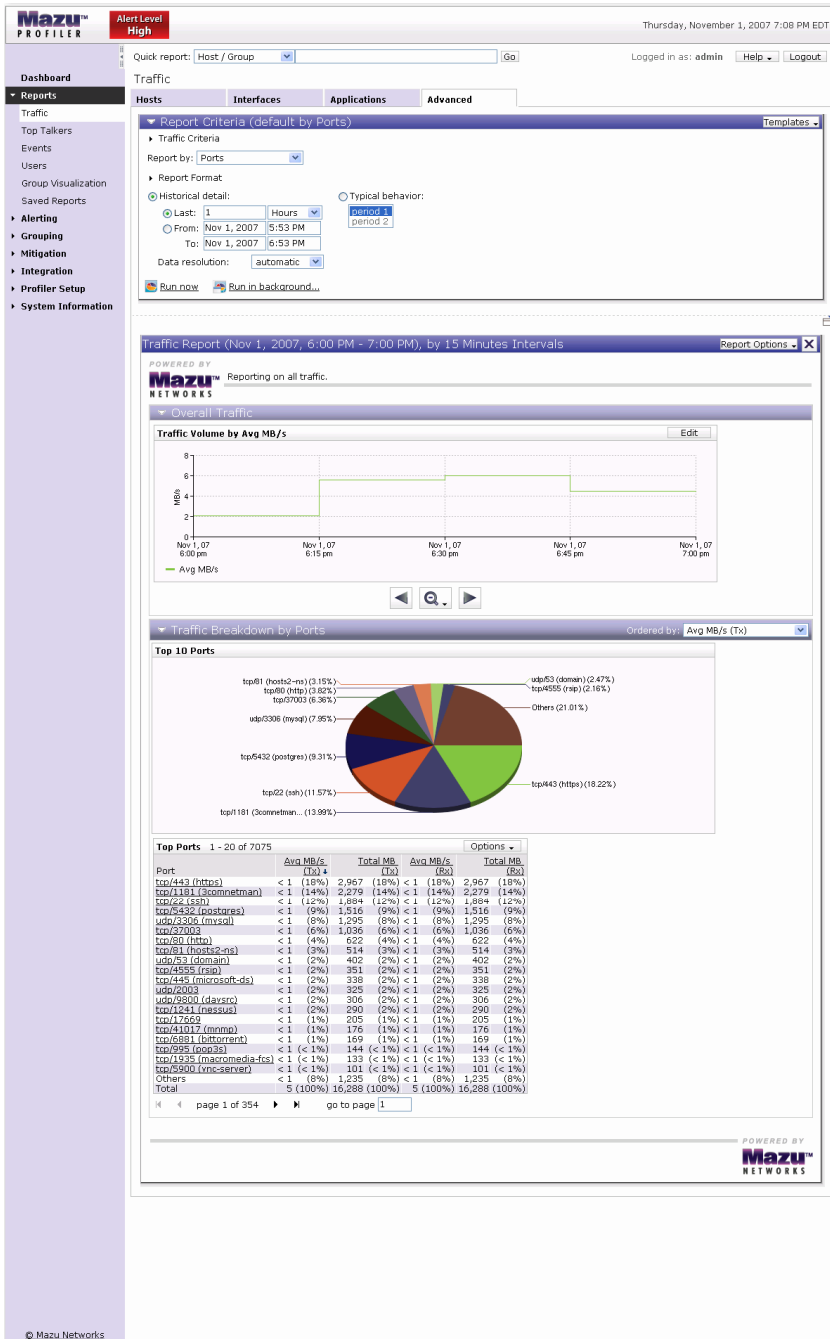 Mazu™
PROFILER
Alert Level
High
Thursday, November 1, 2007 7:08 PM EDT
Quick report: Host / Group Go Logged in as: admin Help Logout
Dashboard
Reports
Traffic
Top Talkers
Events
Users
Group Visualization
Saved Reports
Alerting
Grouping
Mitigation
Integration
Profiler Setup
System Information
Traffic
Hosts Interfaces Applications Advanced
Report Criteria (default by Ports) Templates
Traffic Criteria
Report by: Ports
Report Format
Historical detail: Typical behavior:
Last: 1 Hours period 1
From: Nov 1, 2007 5:53 PM period 2
To: Nov 1, 2007 6:53 PM
Data resolution: automatic
Run now Run in background...
Traffic Report (Nov 1, 2007, 6:00 PM - 7:00 PM), by 15 Minutes Intervals Report Options X
POWERED BY
Mazu™ Reporting on all traffic.
NETWORKS
Overall Traffic
Traffic Volume by Avg MB/s Edit
8
6
4
2
0
MB/s
Nov 1, 07 Nov 1, 07 Nov 1, 07 Nov 1, 07 Nov 1, 07
6:00 pm 6:15 pm 6:30 pm 6:45 pm 7:00 pm
Avg MB/s
Traffic Breakdown by Ports Ordered by: Avg MB/s (Tx)
Top 10 Ports
tcp/81 (hosts2-ns) (3.15%) udp/53 (domain) (2.47%)
tcp/80 (http) (3.82%) tcp/4555 (rsip) (2.16%)
tcp/37003 (6.36%) Others (21.01%)
udp/3306 (mysql) (7.95%)
tcp/5432 (postgres) (9.31%)
tcp/22 (ssh) (11.57%) tcp/443 (https) (18.22%)
tcp/1181 (3comnetman... (13.99%)
Top Ports 1 - 20 of 7075 Options
Avg MB/s Total MB Avg MB/s Total MB
Port (Tx) (Tx) (Rx) (Rx)
tcp/443 (https) < 1 (18%) 2,967 (18%) < 1 (18%) 2,967 (18%)
tcp/1181 (3comnetman) < 1 (14%) 2,279 (14%) < 1 (14%) 2,279 (14%)
tcp/22 (ssh) < 1 (12%) 1,884 (12%) < 1 (12%) 1,884 (12%)
tcp/5432 (postgres) < 1 (9%) 1,516 (9%) < 1 (9%) 1,516 (9%)
udp/3306 (mysql) < 1 (8%) 1,295 (8%) < 1 (8%) 1,295 (8%)
tcp/37003 < 1 (6%) 1,036 (6%) < 1 (6%) 1,036 (6%)
tcp/80 (http) < 1 (4%) 622 (4%) < 1 (4%) 622 (4%)
tcp/81 (hosts2-ns) < 1 (3%) 514 (3%) < 1 (3%) 514 (3%)
udp/53 (domain) < 1 (2%) 402 (2%) < 1 (2%) 402 (2%)
tcp/4555 (rsip) < 1 (2%) 351 (2%) < 1 (2%) 351 (2%)
tcp/445 (microsoft-ds) < 1 (2%) 338 (2%) < 1 (2%) 338 (2%)
udp/2003 < 1 (2%) 325 (2%) < 1 (2%) 325 (2%)
udp/9800 (davsrc) < 1 (2%) 306 (2%) < 1 (2%) 306 (2%)
tcp/1241 (nessus) < 1 (2%) 290 (2%) < 1 (2%) 290 (2%)
tcp/17669 < 1 (1%) 205 (1%) < 1 (1%) 205 (1%)
tcp/41017 (mnmp) < 1 (1%) 176 (1%) < 1 (1%) 176 (1%)
tcp/6881 (bittorrent) < 1 (1%) 169 (1%) < 1 (1%) 169 (1%)
tcp/995 (pop3s) < 1 (< 1%) 144 (< 1%) < 1 (< 1%) 144 (< 1%)
tcp/1935 (macromedia-fcs) < 1 (< 1%) 133 (< 1%) < 1 (< 1%) 133 (< 1%)
tcp/5900 (vnc-server) < 1 (< 1%) 101 (< 1%) < 1 (< 1%) 101 (< 1%)
Others < 1 (8%) 1,235 (8%) < 1 (8%) 1,235 (8%)
Total 5 (100%) 16,288 (100%) 5 (100%) 16,288 (100%)
page 1 of 354 go to page 1
POWERED BY
Mazu™
NETWORKS
© Mazu Networks